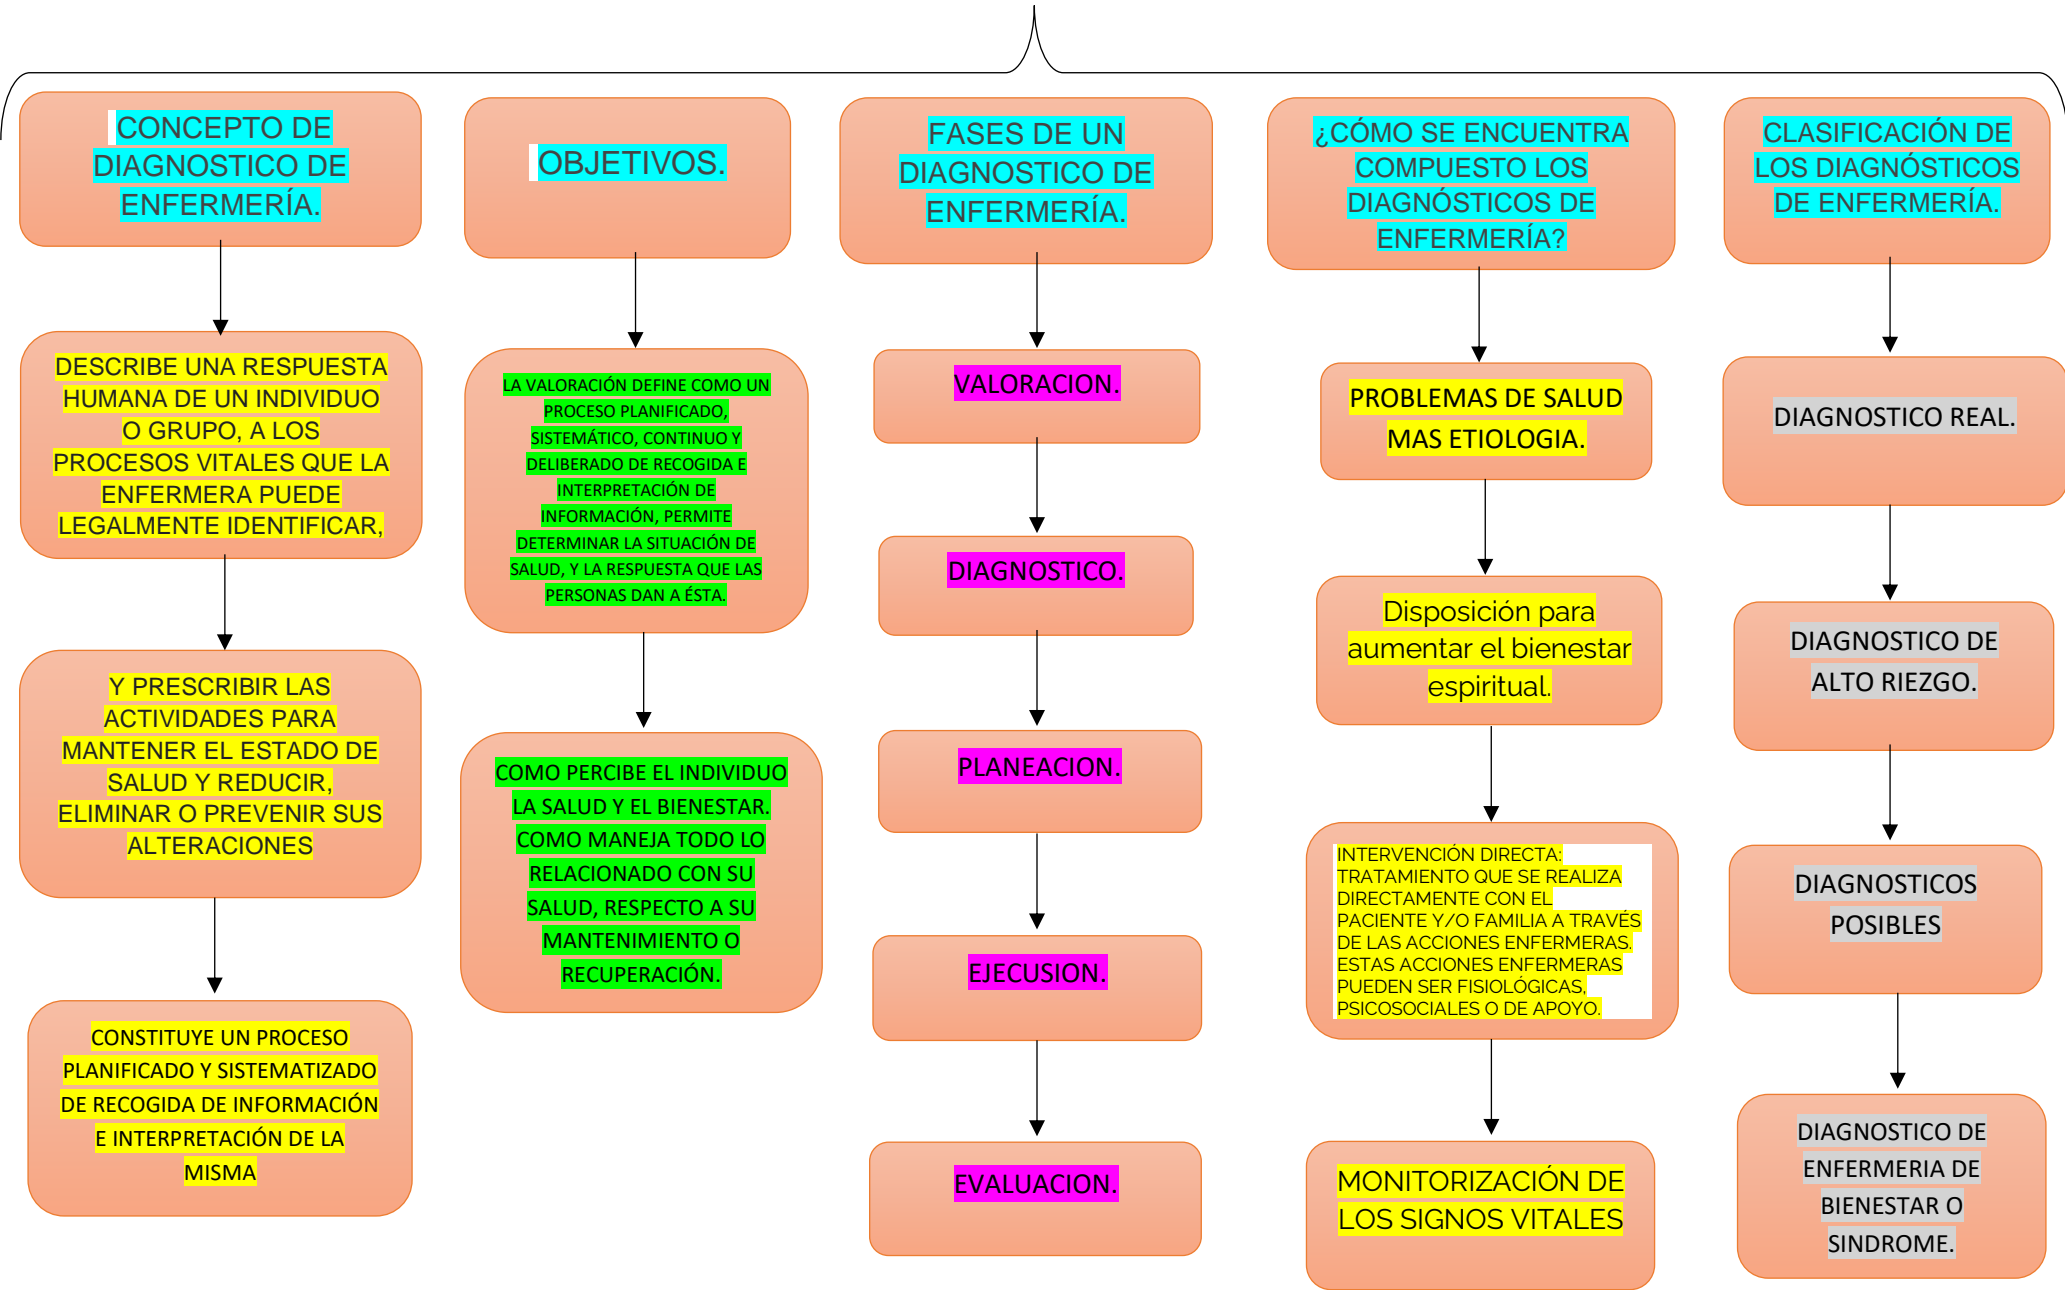 CONCEPTO DE
DIAGNOSTICO DE
ENFERMERÍA.
DESCRIBE UNA RESPUESTA
HUMANA DE UN INDIVIDUO
O GRUPO, A LOS
PROCESOS VITALES QUE LA
ENFERMERA PUEDE
LEGALMENTE IDENTIFICAR,
Y PRESCRIBIR LAS
ACTIVIDADES PARA
MANTENER EL ESTADO DE
SALUD Y REDUCIR,
ELIMINAR O PREVENIR SUS
ALTERACIONES
CONSTITUYE UN PROCESO
PLANIFICADO Y SISTEMATIZADO
DE RECOGIDA DE INFORMACIÓN
E INTERPRETACIÓN DE LA
MISMA
OBJETIVOS.
LA VALORACIÓN DEFINE COMO UN
PROCESO PLANIFICADO,
SISTEMÁTICO, CONTINUO Y
DELIBERADO DE RECOGIDA E
INTERPRETACIÓN DE
INFORMACIÓN, PERMITE
DETERMINAR LA SITUACIÓN DE
SALUD, Y LA RESPUESTA QUE LAS
PERSONAS DAN A ÉSTA.
COMO PERCIBE EL INDIVIDUO
LA SALUD Y EL BIENESTAR.
COMO MANEJA TODO LO
RELACIONADO CON SU
SALUD, RESPECTO A SU
MANTENIMIENTO O
RECUPERACIÓN.
FASES DE UN
DIAGNOSTICO DE
ENFERMERÍA.
VALORACION.
DIAGNOSTICO.
PLANEACION.
EJECUSION.
EVALUACION.
¿CÓMO SE ENCUENTRA
COMPUESTO LOS
DIAGNÓSTICOS DE
ENFERMERÍA?
PROBLEMAS DE SALUD
MAS ETIOLOGIA.
Disposición para
aumentar el bienestar
espiritual.
INTERVENCIÓN DIRECTA:
TRATAMIENTO QUE SE REALIZA
DIRECTAMENTE CON EL
PACIENTE Y/O FAMILIA A TRAVÉS
DE LAS ACCIONES ENFERMERAS.
ESTAS ACCIONES ENFERMERAS
PUEDEN SER FISIOLÓGICAS,
PSICOSOCIALES O DE APOYO.
MONITORIZACIÓN DE
LOS SIGNOS VITALES
CLASIFICACIÓN DE
LOS DIAGNÓSTICOS
DE ENFERMERÍA.
DIAGNOSTICO REAL.
DIAGNOSTICO DE
ALTO RIEZGO.
DIAGNOSTICOS
POSIBLES
DIAGNOSTICO DE
ENFERMERIA DE
BIENESTAR O
SINDROME.